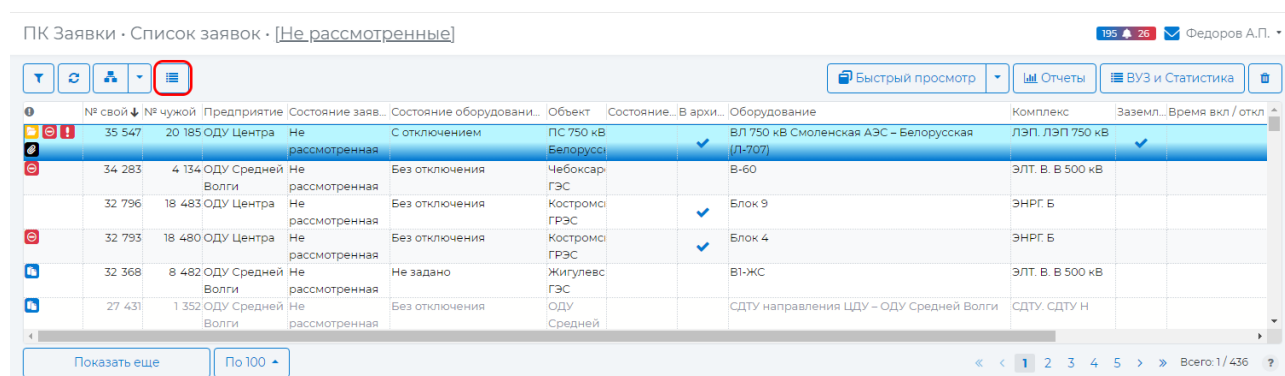 ПК Заявки · Список заявок · [Не рассмотренные]
195 26 Федоров А.П.
Быстрый просмотр Отчеты ВУЗ и Статистика
№ свой № чужой Предприятие Состояние заяв... Состояние оборудовани... Объект Состояние... В архи... Оборудование Комплекс Заземл... Время вкл / откл
35 547 20 185 ОДУ Центра Не С отключением ПС 750 кВ ВЛ 750 кВ Смоленская АЭС – Белорусская ЛЭП. ЛЭП 750 кВ
рассмотренная Белорусс (Л-707)
34 283 4 134 ОДУ Средней Не Без отключения Чебоксар В-60 ЭЛТ. В. В 500 кВ
Волги рассмотренная ГЭС
32 796 18 483 ОДУ Центра Не Без отключения Костромс Блок 9 ЭНРГ. Б
рассмотренная ГРЭС
32 793 18 480 ОДУ Центра Не Без отключения Костромс Блок 4 ЭНРГ. Б
рассмотренная ГРЭС
32 368 8 482 ОДУ Средней Не Не задано Жигулевс В1-ЖС ЭЛТ. В. В 500 кВ
Волги рассмотренная ГЭС
27 431 1 352 ОДУ Средней Не Без отключения ОДУ СДТУ направления ЦДУ – ОДУ Средней Волги СДТУ. СДТУ Н
Волги рассмотренная Средней
Показать еще По 100 « < 1 2 3 4 5 > » Всего: 1 / 436 ?